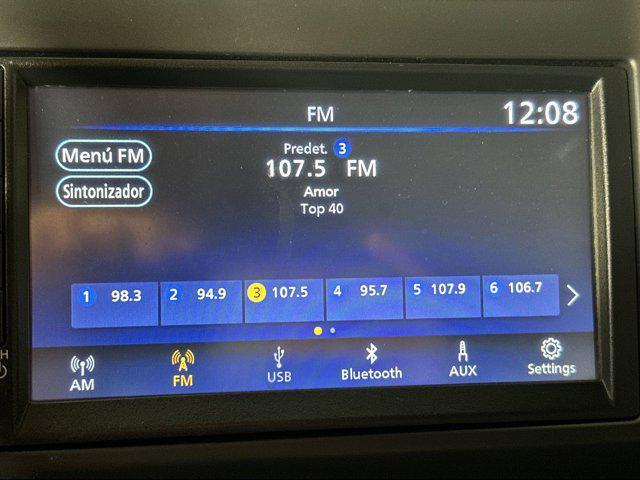 FM 12:08
Menú FM
Sintonizador
Predet. 3
107.5 FM
Amor
Top 40
1 98.3 2 94.9 3 107.5 4 95.7 5 107.9 6 106.7
AM FM USB Bluetooth AUX Settings
H